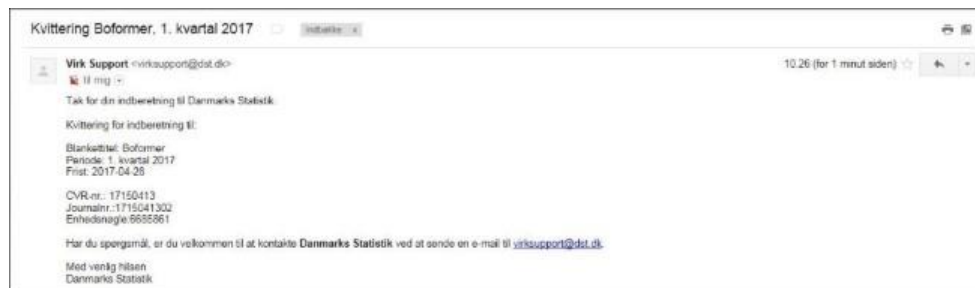 Kvittering Boformer, 1. kvartal 2017
Indbakke x
Virk Support <virksupport@dst.dk>
10.26 (for 1 minut siden)
til mig
Tak for din indberetning til Danmarks Statistik.
Kvittering for indberetning til:
Blankettitel: Boformer
Periode: 1. kvartal 2017
Frist: 2017-04-28
CVR-nr.: 17150413
Journalnr.:1715041302
Enhedsnøgle:6685861
Har du spørgsmål, er du velkommen til at kontakte Danmarks Statistik ved at sende en e-mail til virksupport@dst.dk.
Med venlig hilsen
Danmarks Statistik